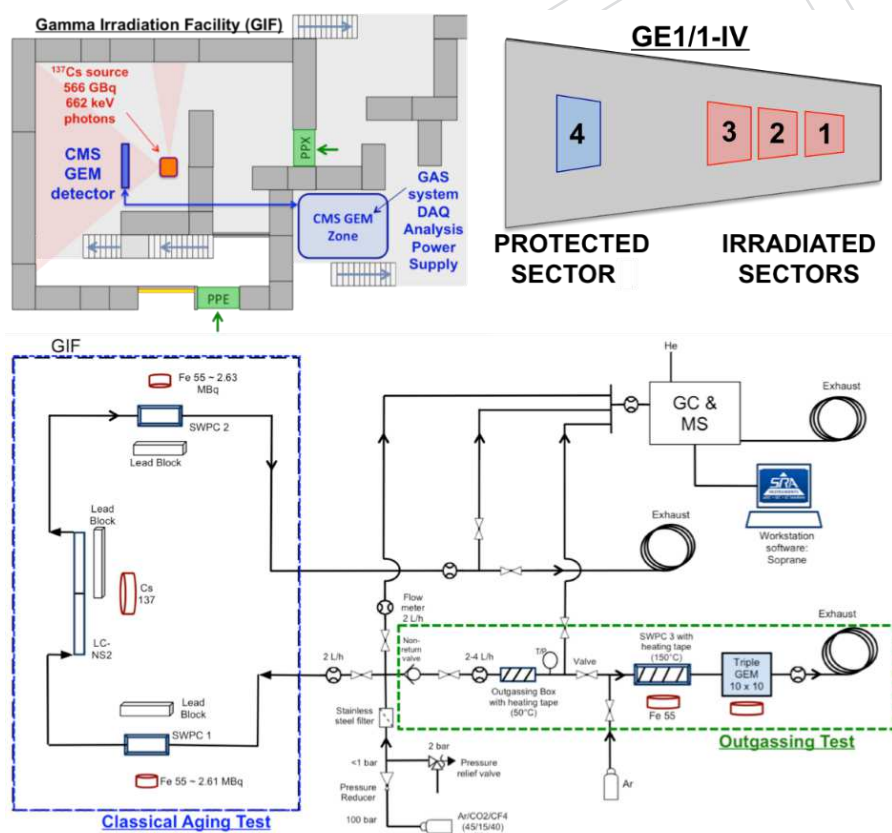 Gamma Irradiation Facility (GIF)
137Cs source
566 GBq
662 keV
photons
CMS
GEM
detector
PPX
CMS GEM
Zone
GAS
system
DAQ
Analysis
Power
Supply
PPE
GE1/1-IV
4
3
2
1
PROTECTED
SECTOR
IRRADIATED
SECTORS
GIF
Fe 55 ~ 2.63
MBq
SWPC 2
Lead Block
Lead
Block
Cs
137
LC-
NS2
Lead
Block
SWPC 1
Fe 55 ~ 2.61 MBq
Classical Aging Test
He
GC &
MS
Exhaust
SRA
INSTRUMENTS
Workstation
software:
Soprane
Exhaust
Flow
meter
2 L/h
Non-
return
valve
2 L/h
2-4 L/h
T/P
Valve
Outgassing Box
with heating tape
(50°C)
SWPC 3 with
heating tape
(150°C)
Fe 55
Triple
GEM
10 x 10
Exhaust
Outgassing Test
Stainless
steel filter
2 bar
<1 bar
Pressure
relief valve
Pressure
Reducer
100 bar
Ar/CO2/CF4
(45/15/40)
Ar